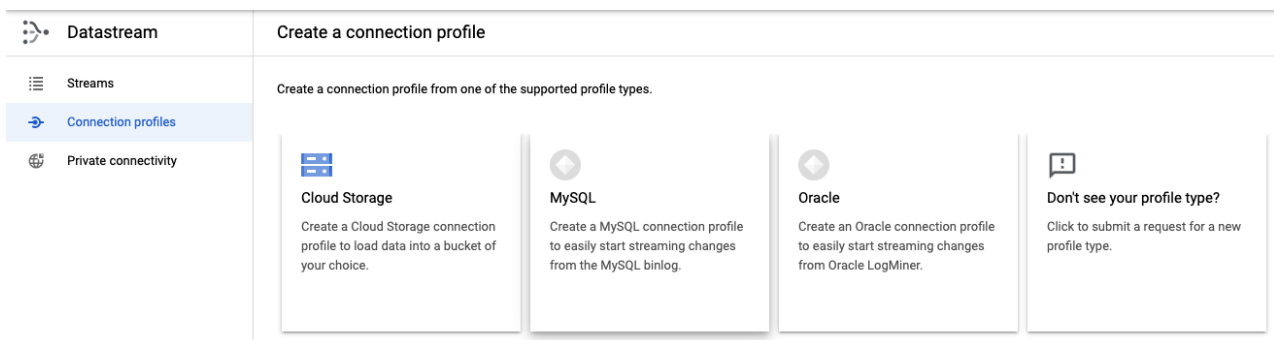 Datastream
Create a connection profile
Streams
Connection profiles
Private connectivity
Create a connection profile from one of the supported profile types.
Cloud Storage
Create a Cloud Storage connection
profile to load data into a bucket of
your choice.
MySQL
Create a MySQL connection profile
to easily start streaming changes
from the MySQL binlog.
Oracle
Create an Oracle connection profile
to easily start streaming changes
from Oracle LogMiner.
Don't see your profile type?
Click to submit a request for a new
profile type.